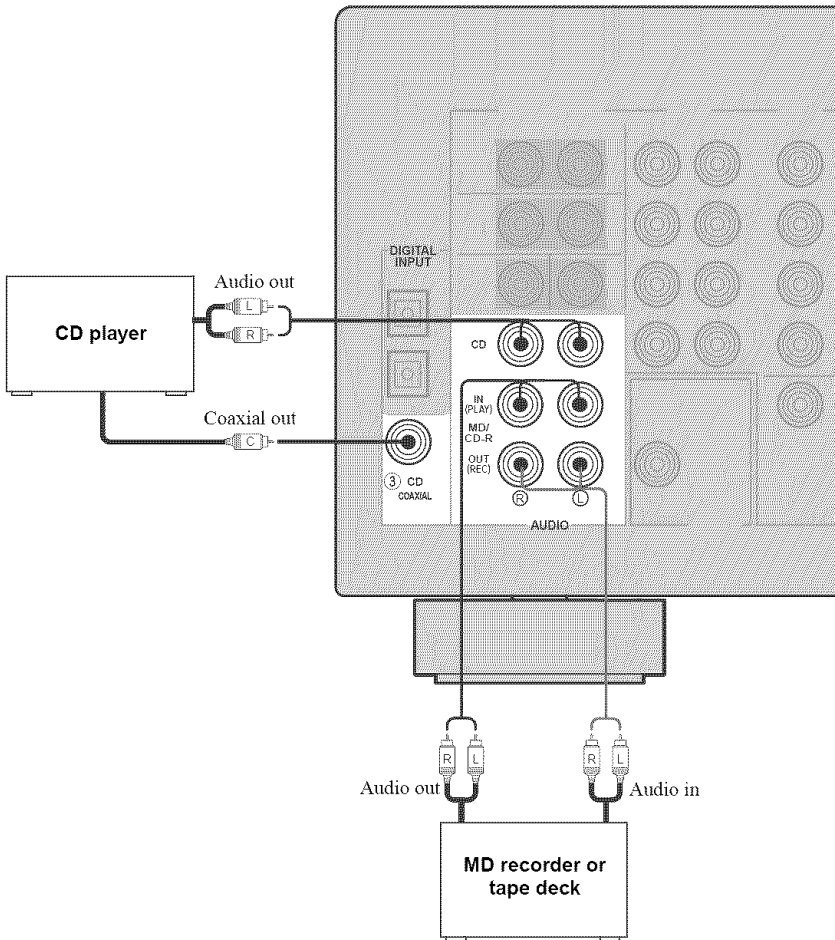 DIGITAL
INPUT
Audio out
L
R
CD player
CD
Coaxial out
C
IN
(PLAY)
MD/
CD-R
OUT
(REC)
3 CD
COAXIAL
R
L
AUDIO
R
L
R
L
Audio out
Audio in
MD recorder or
tape deck